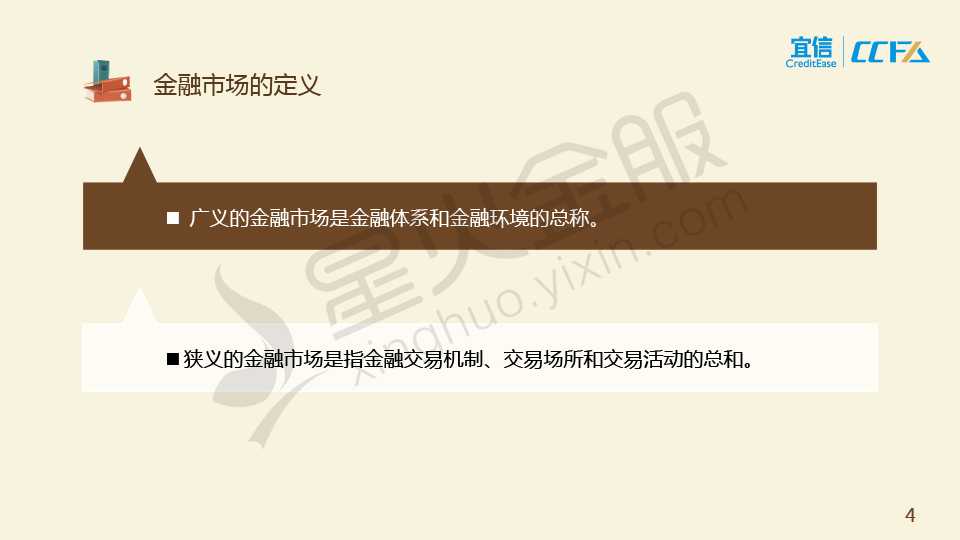 宜信
CreditEase
CCFA
金融市场的定义
■ 广义的金融市场是金融体系和金融环境的总称。
■ 狭义的金融市场是指金融交易机制、交易场所和交易活动的总和。
星火金服
xinghuo.yixin.com
4